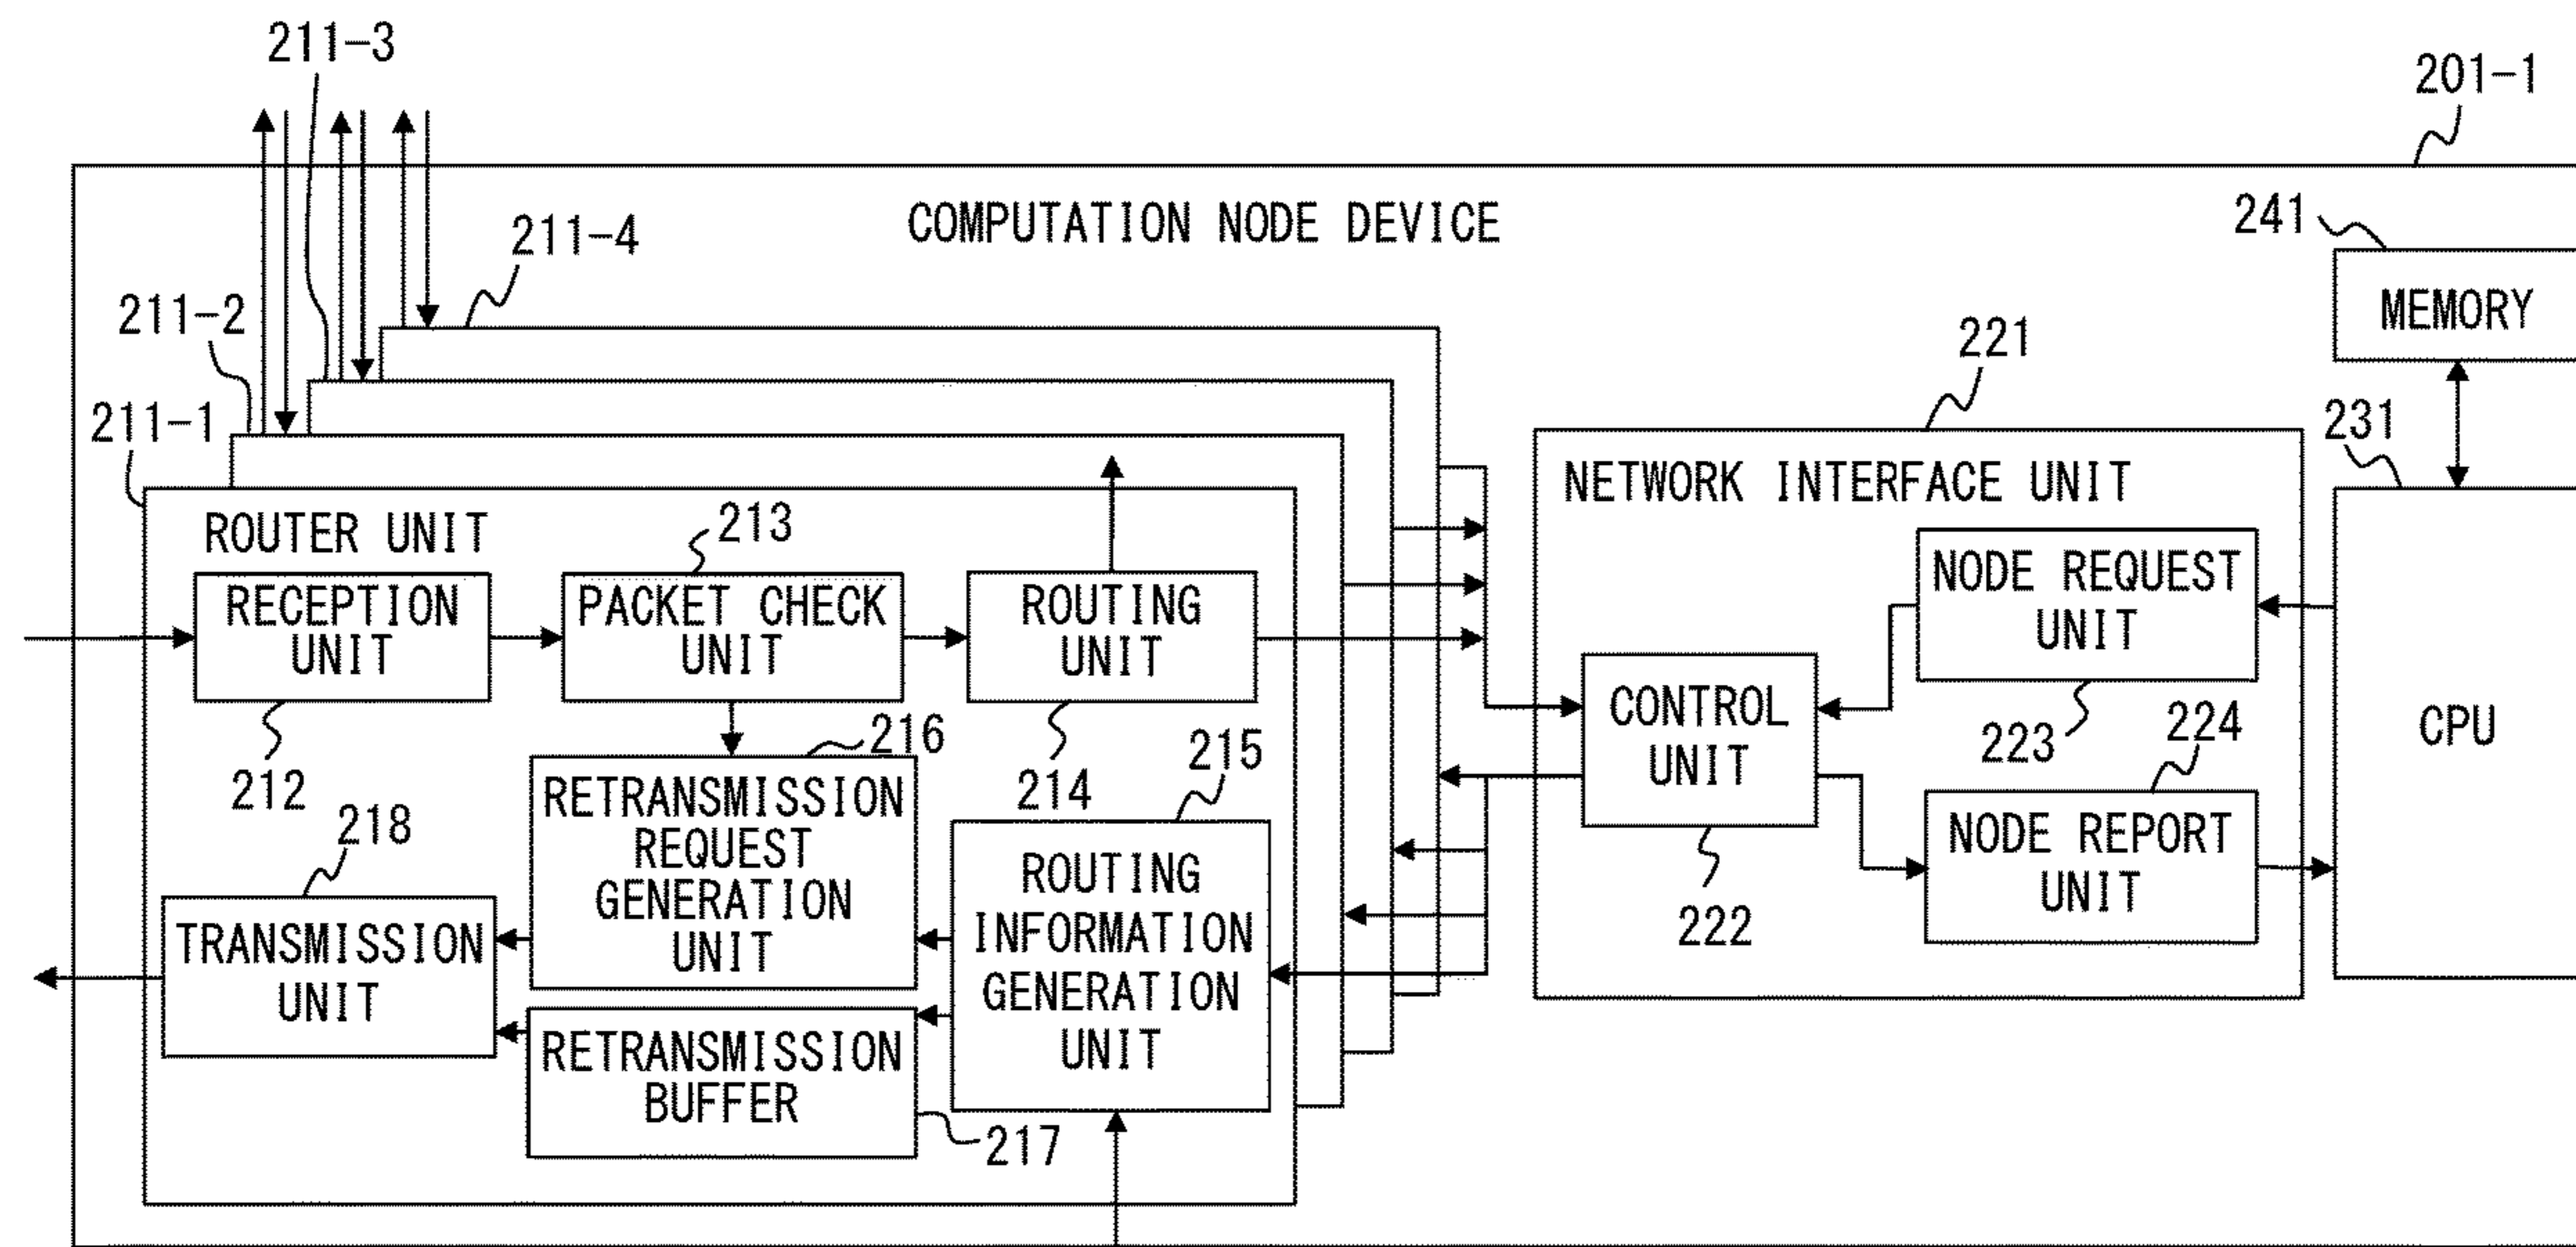 211-3
201-1
COMPUTATION NODE DEVICE
211-4
241
MEMORY
211-2
221
211-1
231
NETWORK INTERFACE UNIT
ROUTER UNIT
213
RECEPTION
UNIT
PACKET CHECK
UNIT
ROUTING
UNIT
NODE REQUEST
UNIT
CONTROL
UNIT
CPU
212
216
214
215
223
224
RETRANSMISSION
REQUEST
GENERATION
UNIT
218
ROUTING
INFORMATION
GENERATION
UNIT
NODE REPORT
UNIT
222
TRANSMISSION
UNIT
RETRANSMISSION
BUFFER
217